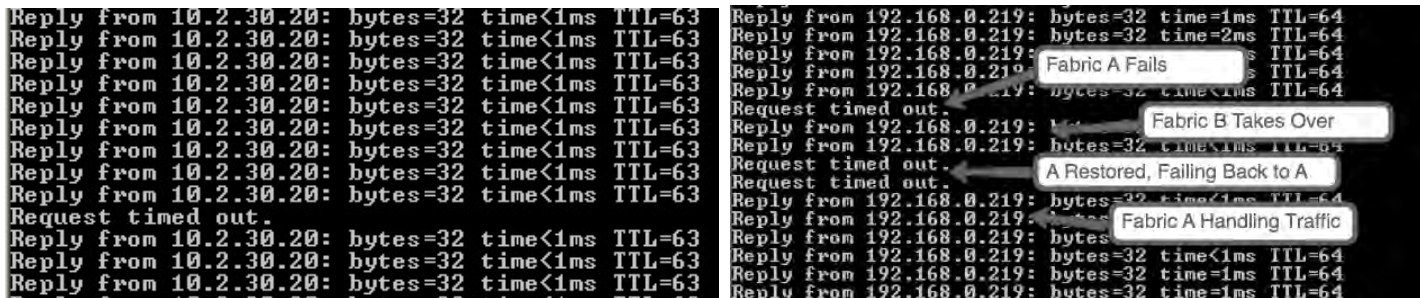 Reply from 10.2.30.20: bytes=32 time<1ms TTL=63
Reply from 10.2.30.20: bytes=32 time<1ms TTL=63
Reply from 10.2.30.20: bytes=32 time<1ms TTL=63
Reply from 10.2.30.20: bytes=32 time<1ms TTL=63
Reply from 10.2.30.20: bytes=32 time<1ms TTL=63
Reply from 10.2.30.20: bytes=32 time<1ms TTL=63
Reply from 10.2.30.20: bytes=32 time<1ms TTL=63
Reply from 10.2.30.20: bytes=32 time<1ms TTL=63
Reply from 10.2.30.20: bytes=32 time<1ms TTL=63
Request timed out.
Reply from 10.2.30.20: bytes=32 time<1ms TTL=63
Reply from 10.2.30.20: bytes=32 time<1ms TTL=63
Reply from 10.2.30.20: bytes=32 time<1ms TTL=63
Reply from 192.168.0.219: bytes=32 time=1ms TTL=64
Reply from 192.168.0.219: bytes=32 time=2ms TTL=64
Reply from 192.168.0.219: TTL=64
Fabric A Fails
Reply from 192.168.0.219 TTL=64
Reply from 192.168.0.219: bytes=32 time<1ms TTL=64
Request timed out.
Reply from 192.168.0.219:
Fabric B Takes Over
Reply from 192.168.0.219: bytes=32 time<1ms TTL=64
Request timed out.
A Restored, Failing Back to A
Request timed out.
Reply from 192.168.0.219: bytes=32 time<1ms TTL=64
Reply from 192.168.0.219:
Fabric A Handling Traffic
Reply from 192.168.0.219:
Reply from 192.168.0.219: bytes=32 time<1ms TTL=64
Reply from 192.168.0.219: bytes=32 time=1ms TTL=64
Reply from 192.168.0.219: bytes=32 time=1ms TTL=64